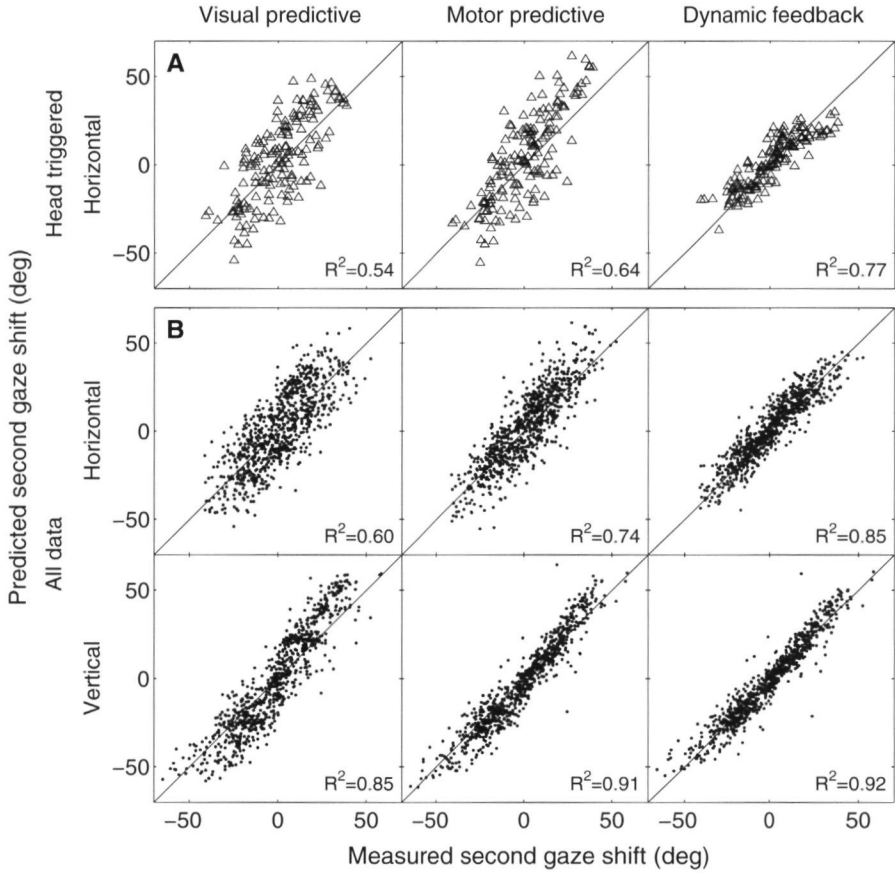 Visual predictive Motor predictive Dynamic feedback
Predicted second gaze shift (deg)
Head triggered
Horizontal
A
50
0
−50
R²=0.54
R²=0.64
R²=0.77
All data
Horizontal
B
50
0
−50
R²=0.60
R²=0.74
R²=0.85
Vertical
50
0
−50
R²=0.85
R²=0.91
R²=0.92
−50 0 50 −50 0 50 −50 0 50
Measured second gaze shift (deg)